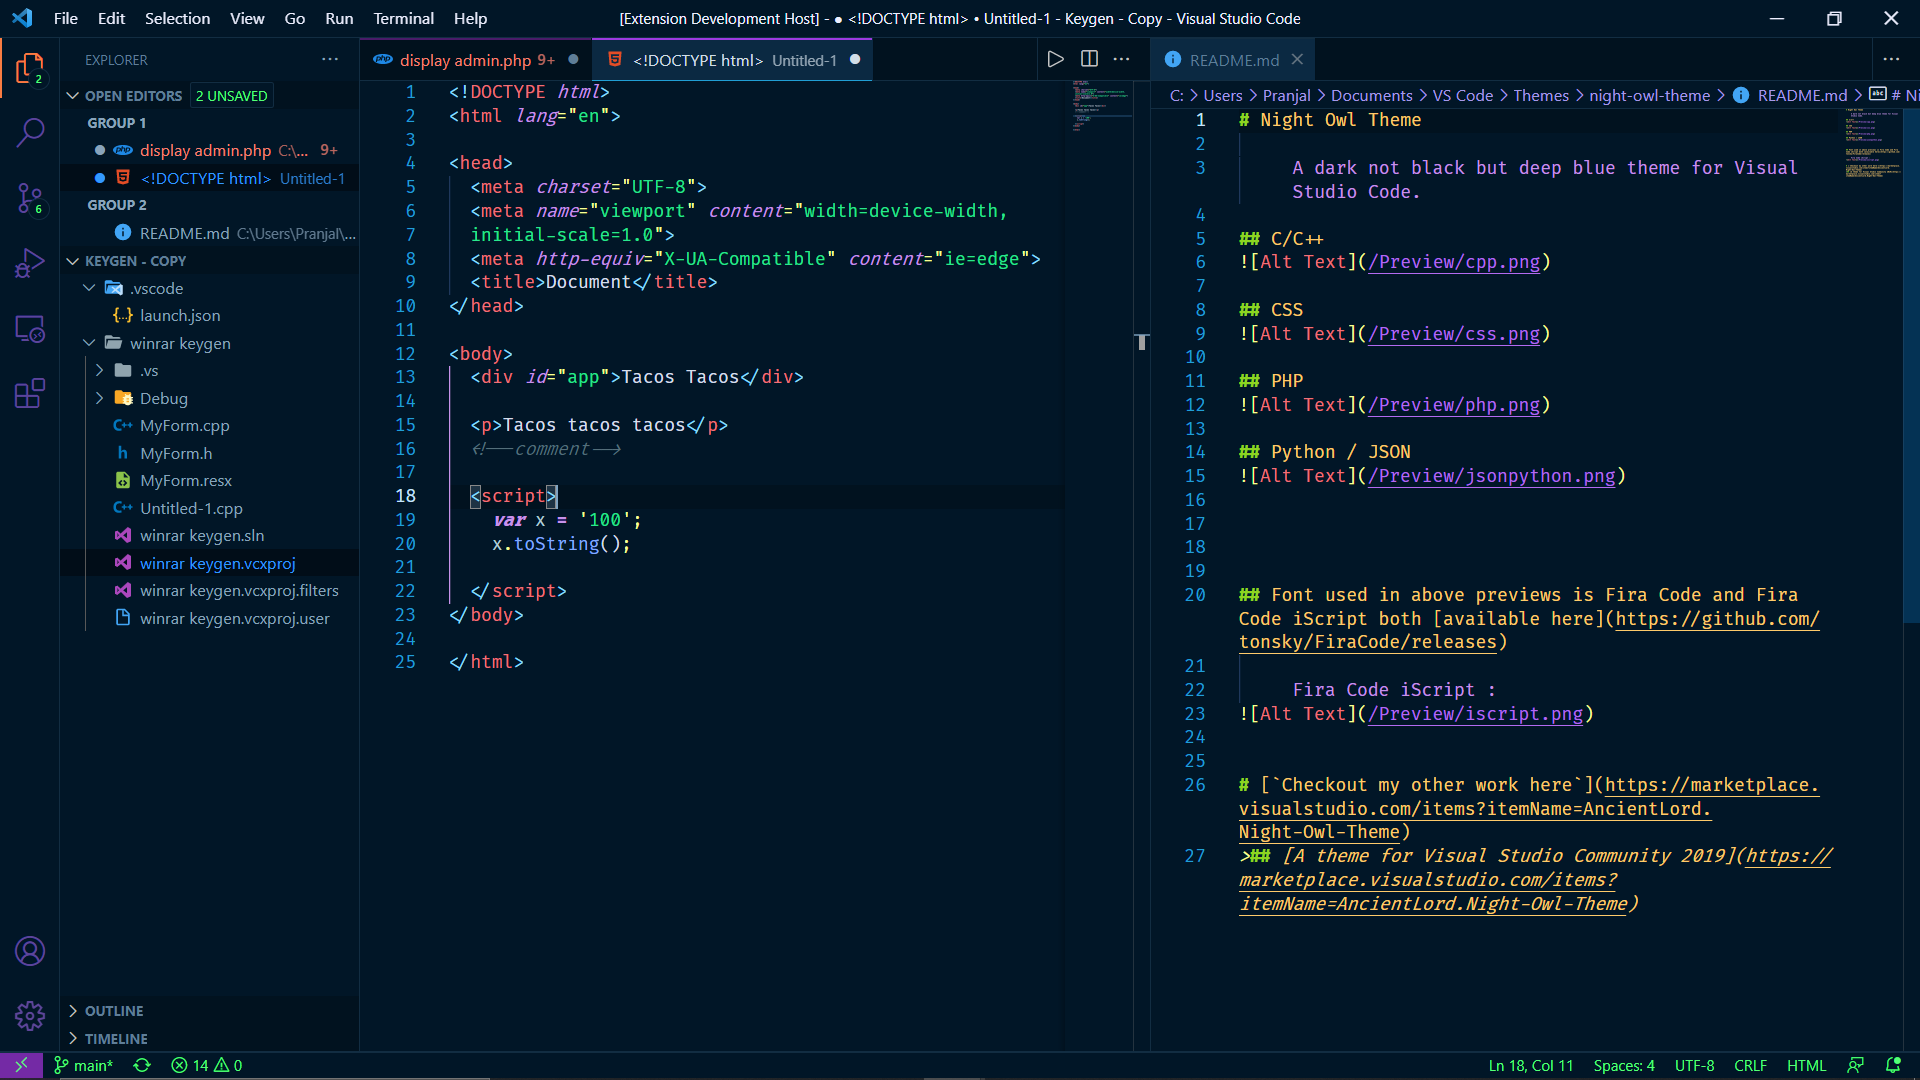 File Edit Selection View Go Run Terminal Help
[Extension Development Host] - ● <!DOCTYPE html> • Untitled-1 - Keygen - Copy - Visual Studio Code
2
6
EXPLORER
OPEN EDITORS 2 UNSAVED
GROUP 1
display admin.php C:\... 9+
<!DOCTYPE html> Untitled-1
GROUP 2
README.md C:\Users\Pranjal\...
KEYGEN - COPY
.vscode
launch.json
winrar keygen
.vs
Debug
MyForm.cpp
MyForm.h
MyForm.resx
Untitled-1.cpp
winrar keygen.sln
winrar keygen.vcxproj
winrar keygen.vcxproj.filters
winrar keygen.vcxproj.user
OUTLINE
TIMELINE
display admin.php 9+ <!DOCTYPE html> Untitled-1
1 <!DOCTYPE html>
2 <html lang="en">
3
4 <head>
5 <meta charset="UTF-8">
6 <meta name="viewport" content="width=device-width,
7 initial-scale=1.0">
8 <meta http-equiv="X-UA-Compatible" content="ie=edge">
9 <title>Document</title>
10 </head>
11
12 <body>
13 <div id="app">Tacos Tacos</div>
14
15 <p>Tacos tacos tacos</p>
16 <!--comment-->
17
18 <script>
19 var x = '100';
20 x.toString();
21
22 </script>
23 </body>
24
25 </html>
README.md
C: > Users > Pranjal > Documents > VS Code > Themes > night-owl-theme > README.md > abc # Ni
1 # Night Owl Theme
2
3 A dark not black but deep blue theme for Visual
Studio Code.
4
5 ## C/C++
6 ![Alt Text](/Preview/cpp.png)
7
8 ## CSS
9 ![Alt Text](/Preview/css.png)
10
11 ## PHP
12 ![Alt Text](/Preview/php.png)
13
14 ## Python / JSON
15 ![Alt Text](/Preview/jsonpython.png)
16
17
18
19
20 ## Font used in above previews is Fira Code and Fira
Code iScript both [available here](https://github.com/
tonsky/FiraCode/releases)
21
22 Fira Code iScript :
23 ![Alt Text](/Preview/iscript.png)
24
25
26 # [`Checkout my other work here`](https://marketplace.
visualstudio.com/items?itemName=AncientLord.
Night-Owl-Theme)
27 >## [A theme for Visual Studio Community 2019](https://
marketplace.visualstudio.com/items?
itemName=AncientLord.Night-Owl-Theme)
main* 14 0
Ln 18, Col 11 Spaces: 4 UTF-8 CRLF HTML